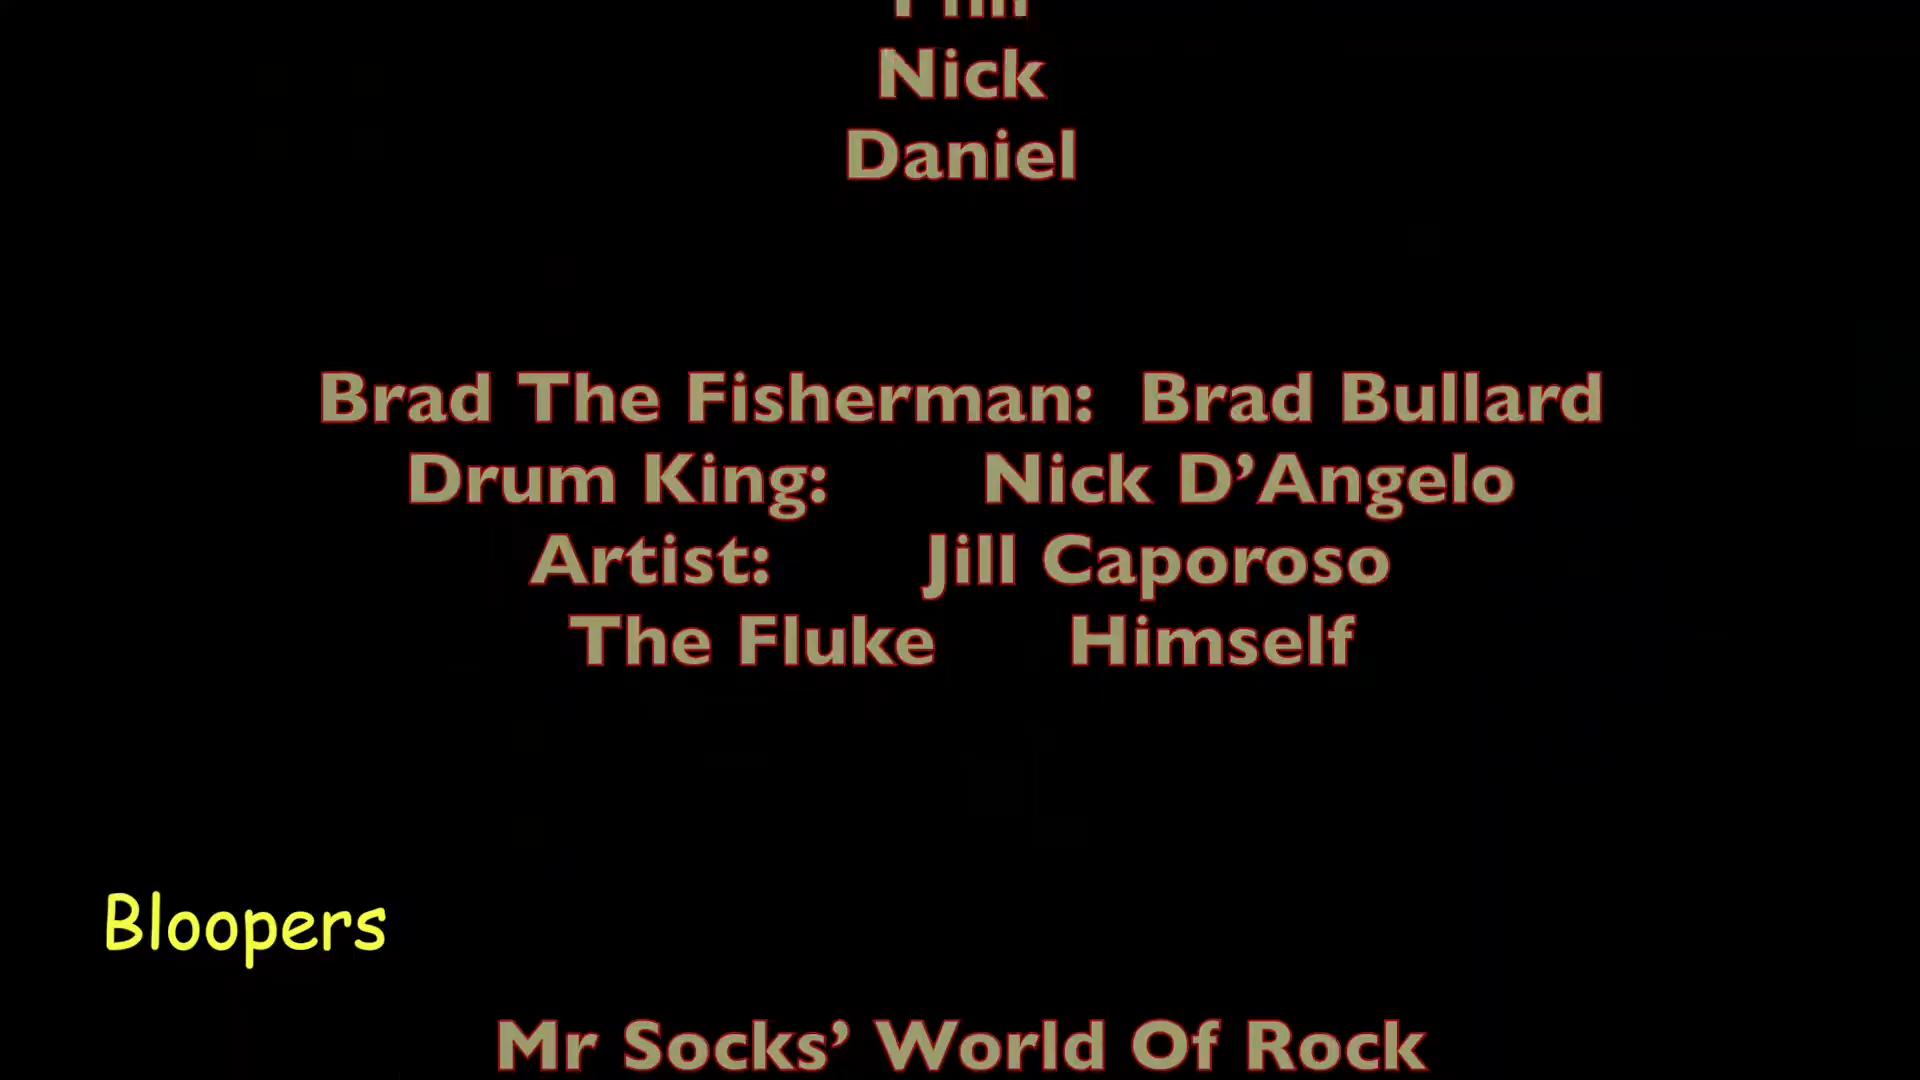 Nick
Daniel
Brad The Fisherman: Brad Bullard
Drum King: Nick D’Angelo
Artist: Jill Caporoso
The Fluke Himself
Bloopers
Mr Socks’ World Of Rock